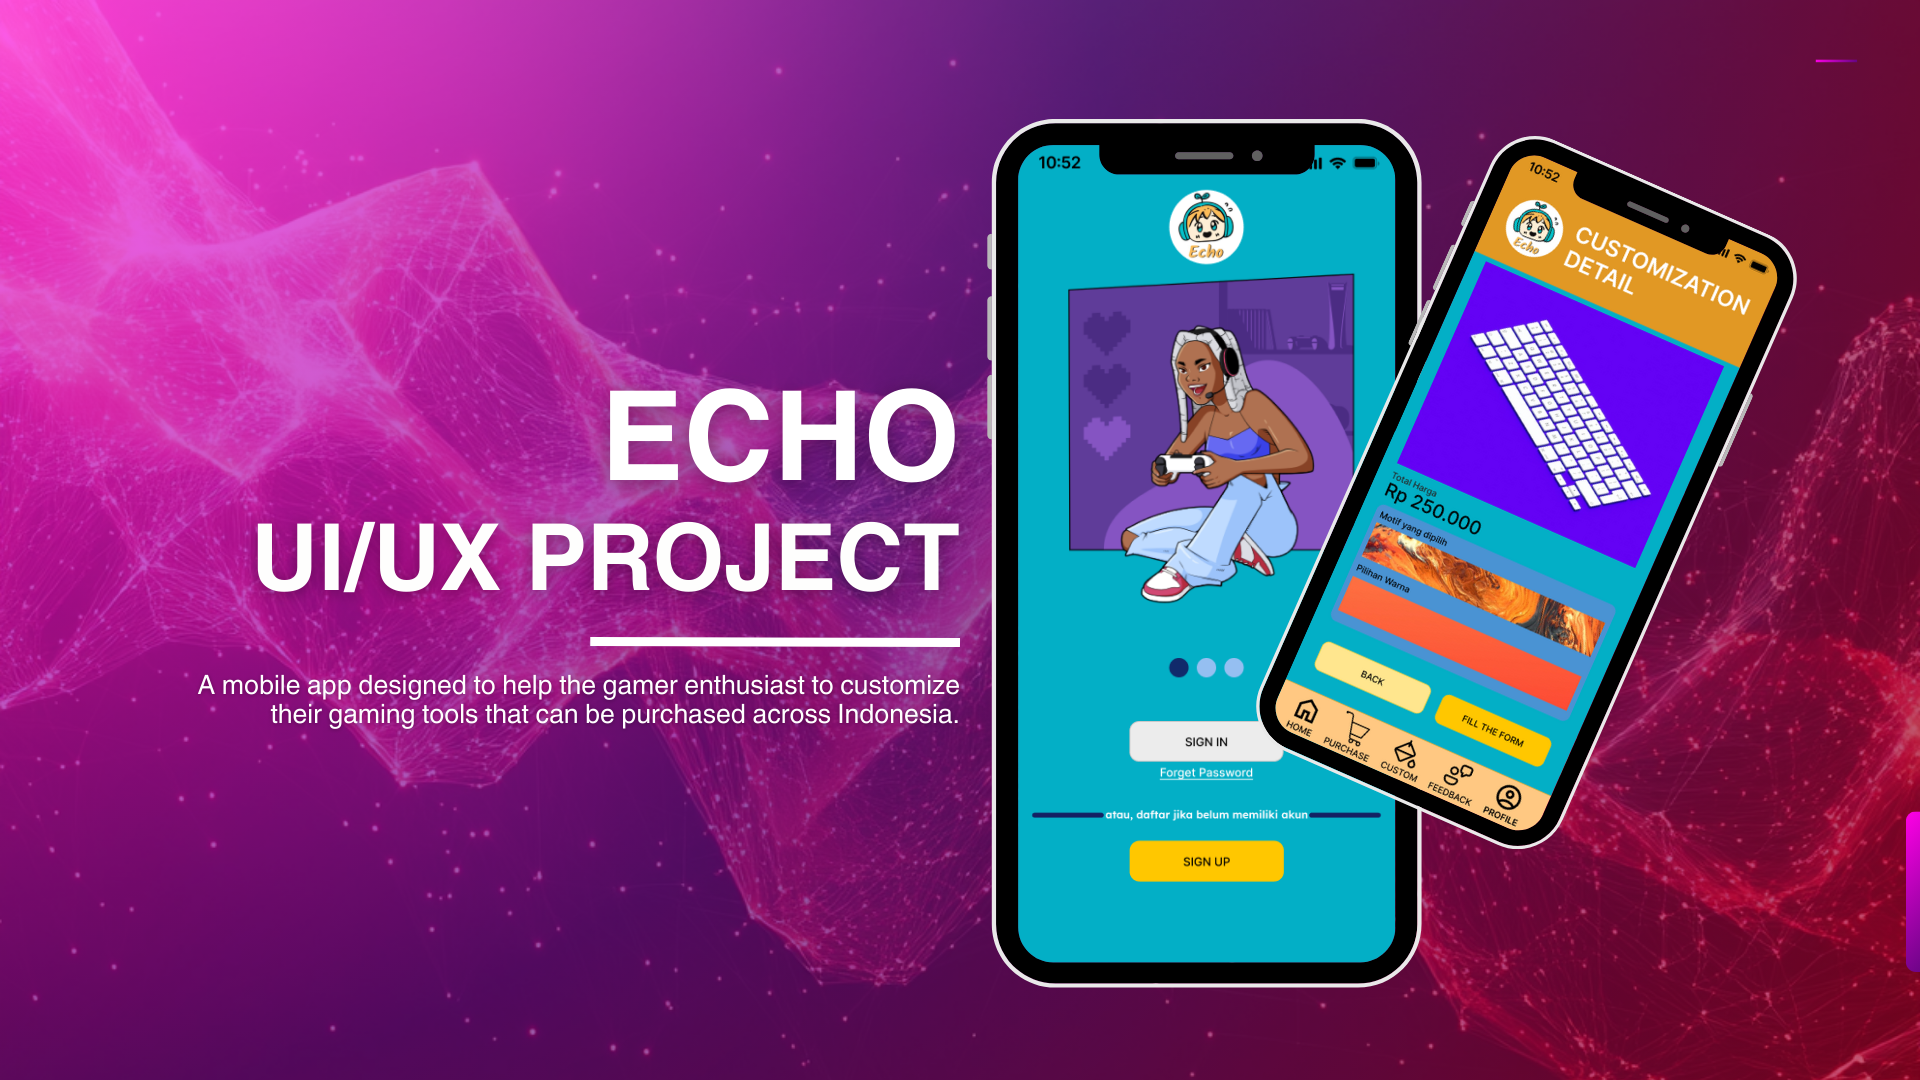 ECHO
UI/UX PROJECT
A mobile app designed to help the gamer enthusiast to customize
their gaming tools that can be purchased across Indonesia.
10:52
Echo
SIGN IN
Forget Password
atau, daftar jika belum memiliki akun
SIGN UP
10:52
Echo
CUSTOMIZATION
DETAIL
Total Harga
Rp 250.000
Motif yang dipilih
Pilihan Warna
BACK
FILL THE FORM
HOME
PURCHASE
CUSTOM
FEEDBACK
PROFILE